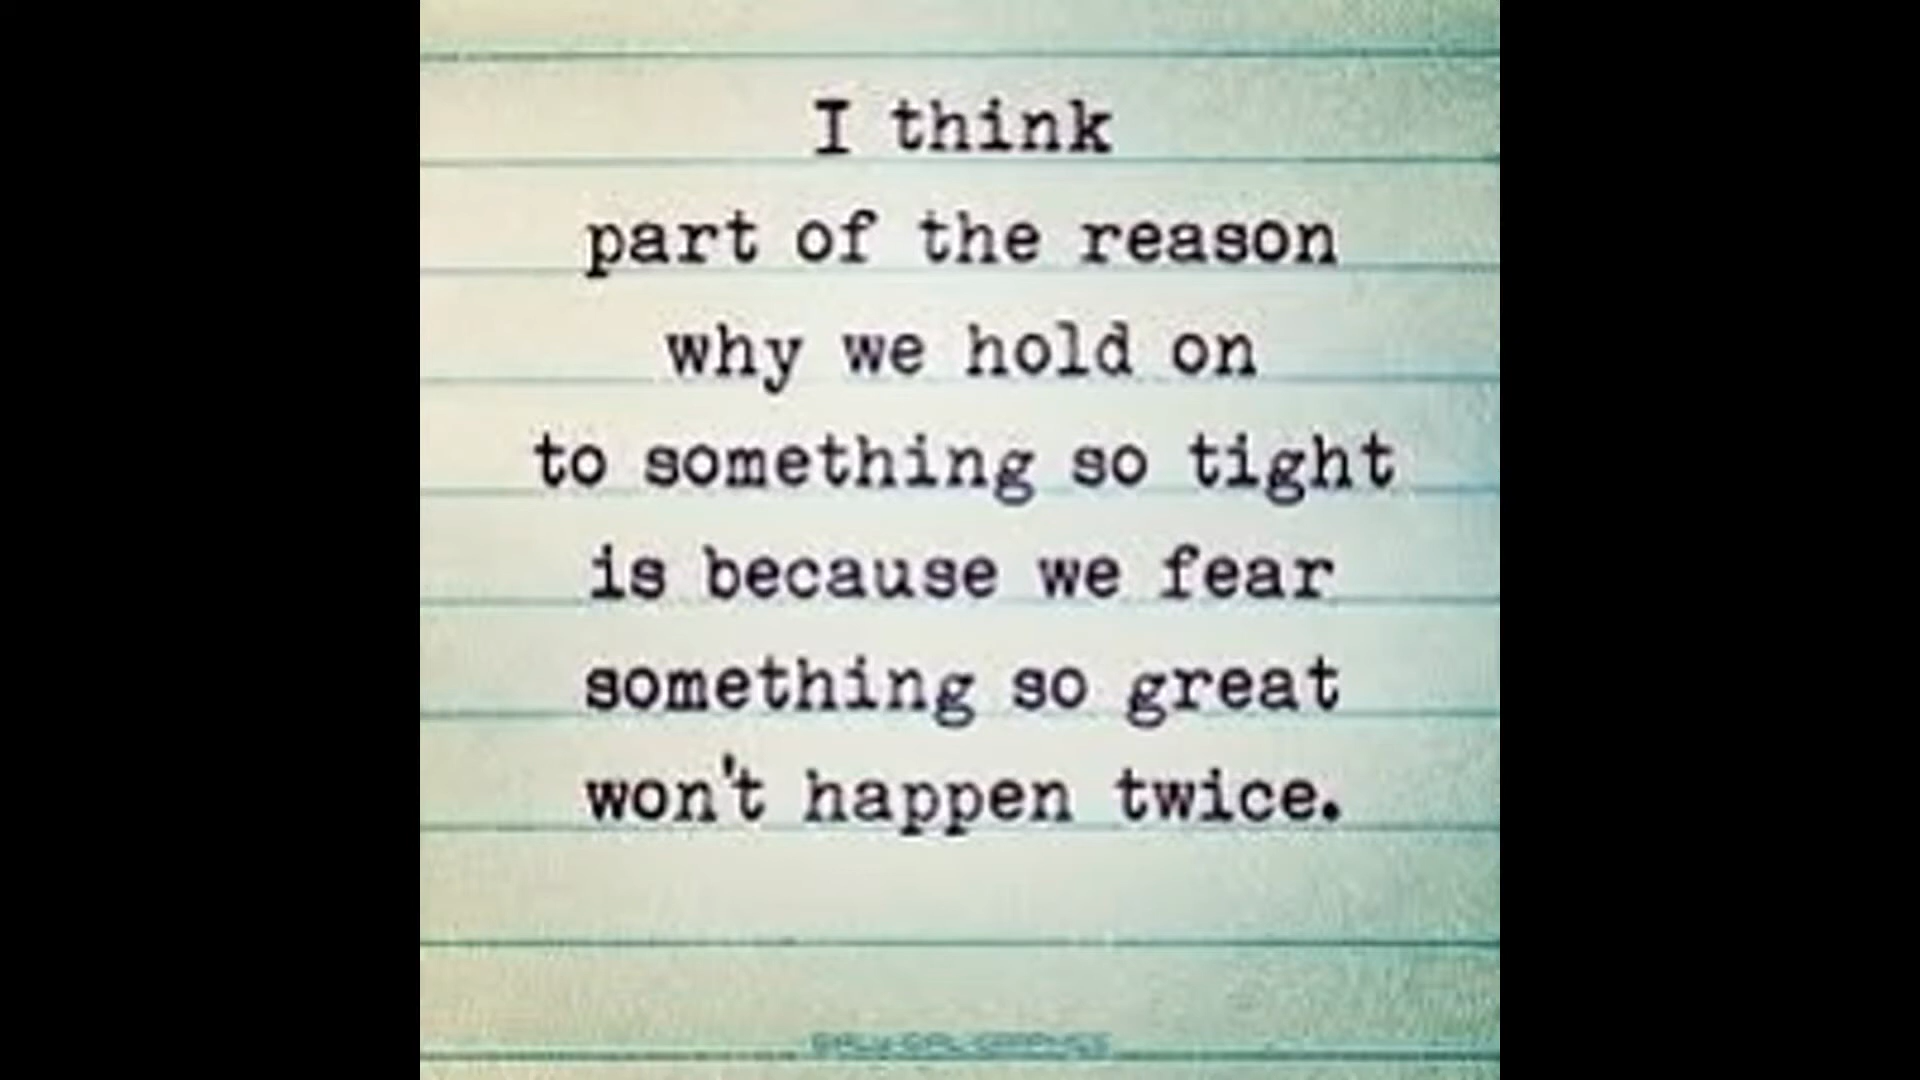 I think
part of the reason
why we hold on
to something so tight
is because we fear
something so great
won't happen twice.